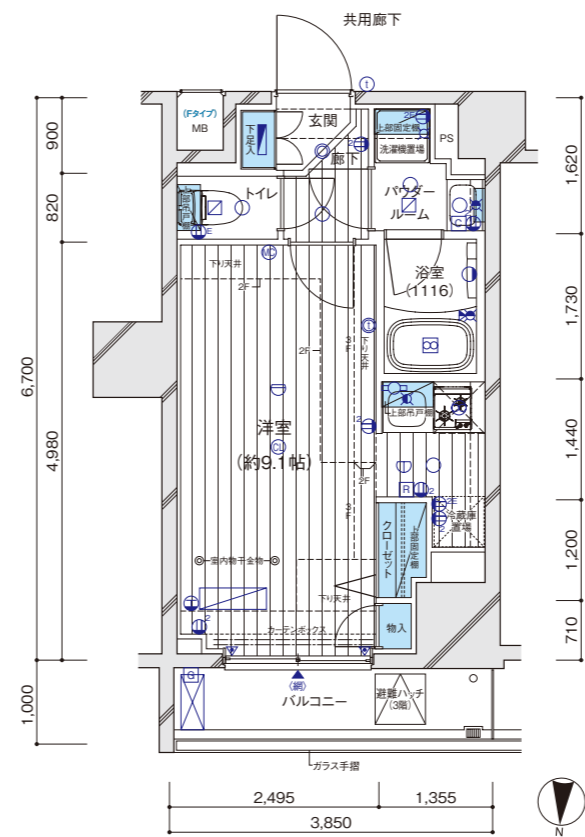 共用廊下
(Fタイプ)
MB
下足入
玄関
上部固定棚
洗濯機置場
PS
廊下
トイレ
上部吊戸棚
パウダー
ルーム
浴室
(1116)
下り天井
2F
2F
3F
下り天井
上部吊戸棚
洋室
(約9.1帖)
CL
2F
R
2E
冷蔵庫
置場
3F
クローゼット
上部固定棚
室内物干金物
下り天井
物入
カーテンボックス
G
(網)
バルコニー
避難ハッチ
(3階)
ガラス手摺
900
820
6,700
4,980
1,000
1,620
1,730
1,440
1,200
710
2,495
1,355
3,850
N